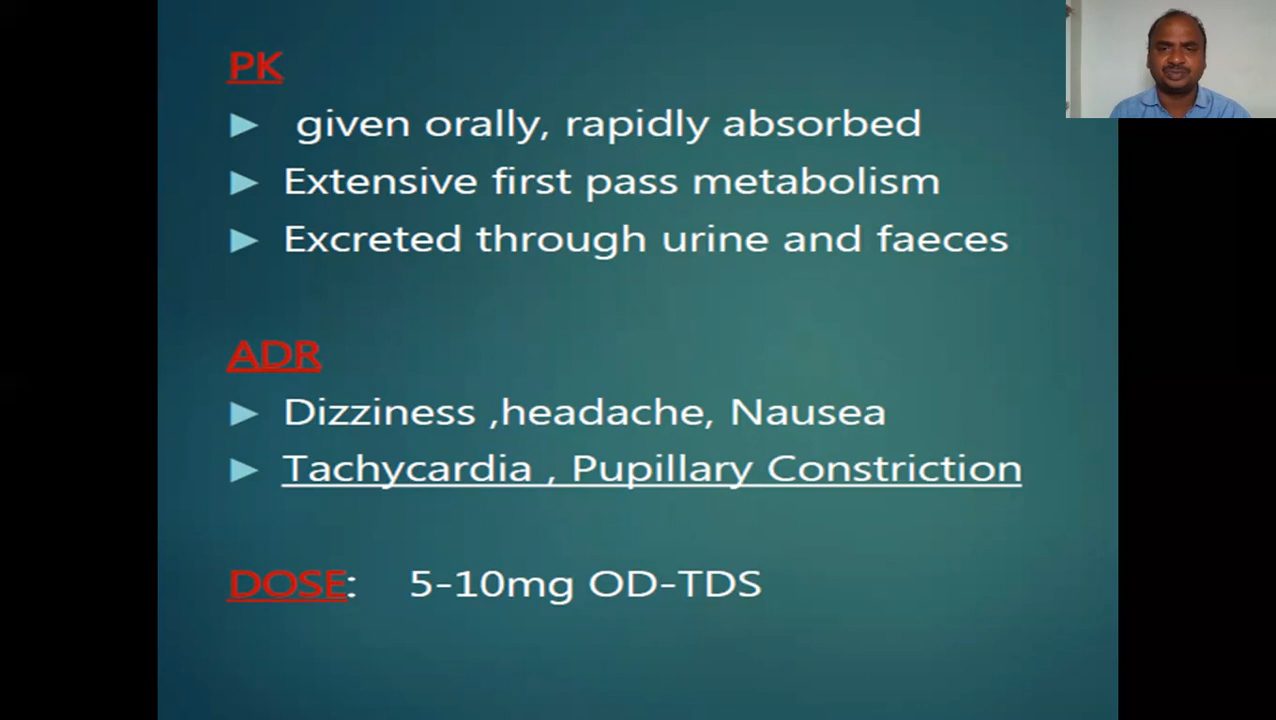 PK
given orally, rapidly absorbed
Extensive first pass metabolism
Excreted through urine and faeces
ADR
Dizziness ,headache, Nausea
Tachycardia , Pupillary Constriction
DOSE: 5-10mg OD-TDS